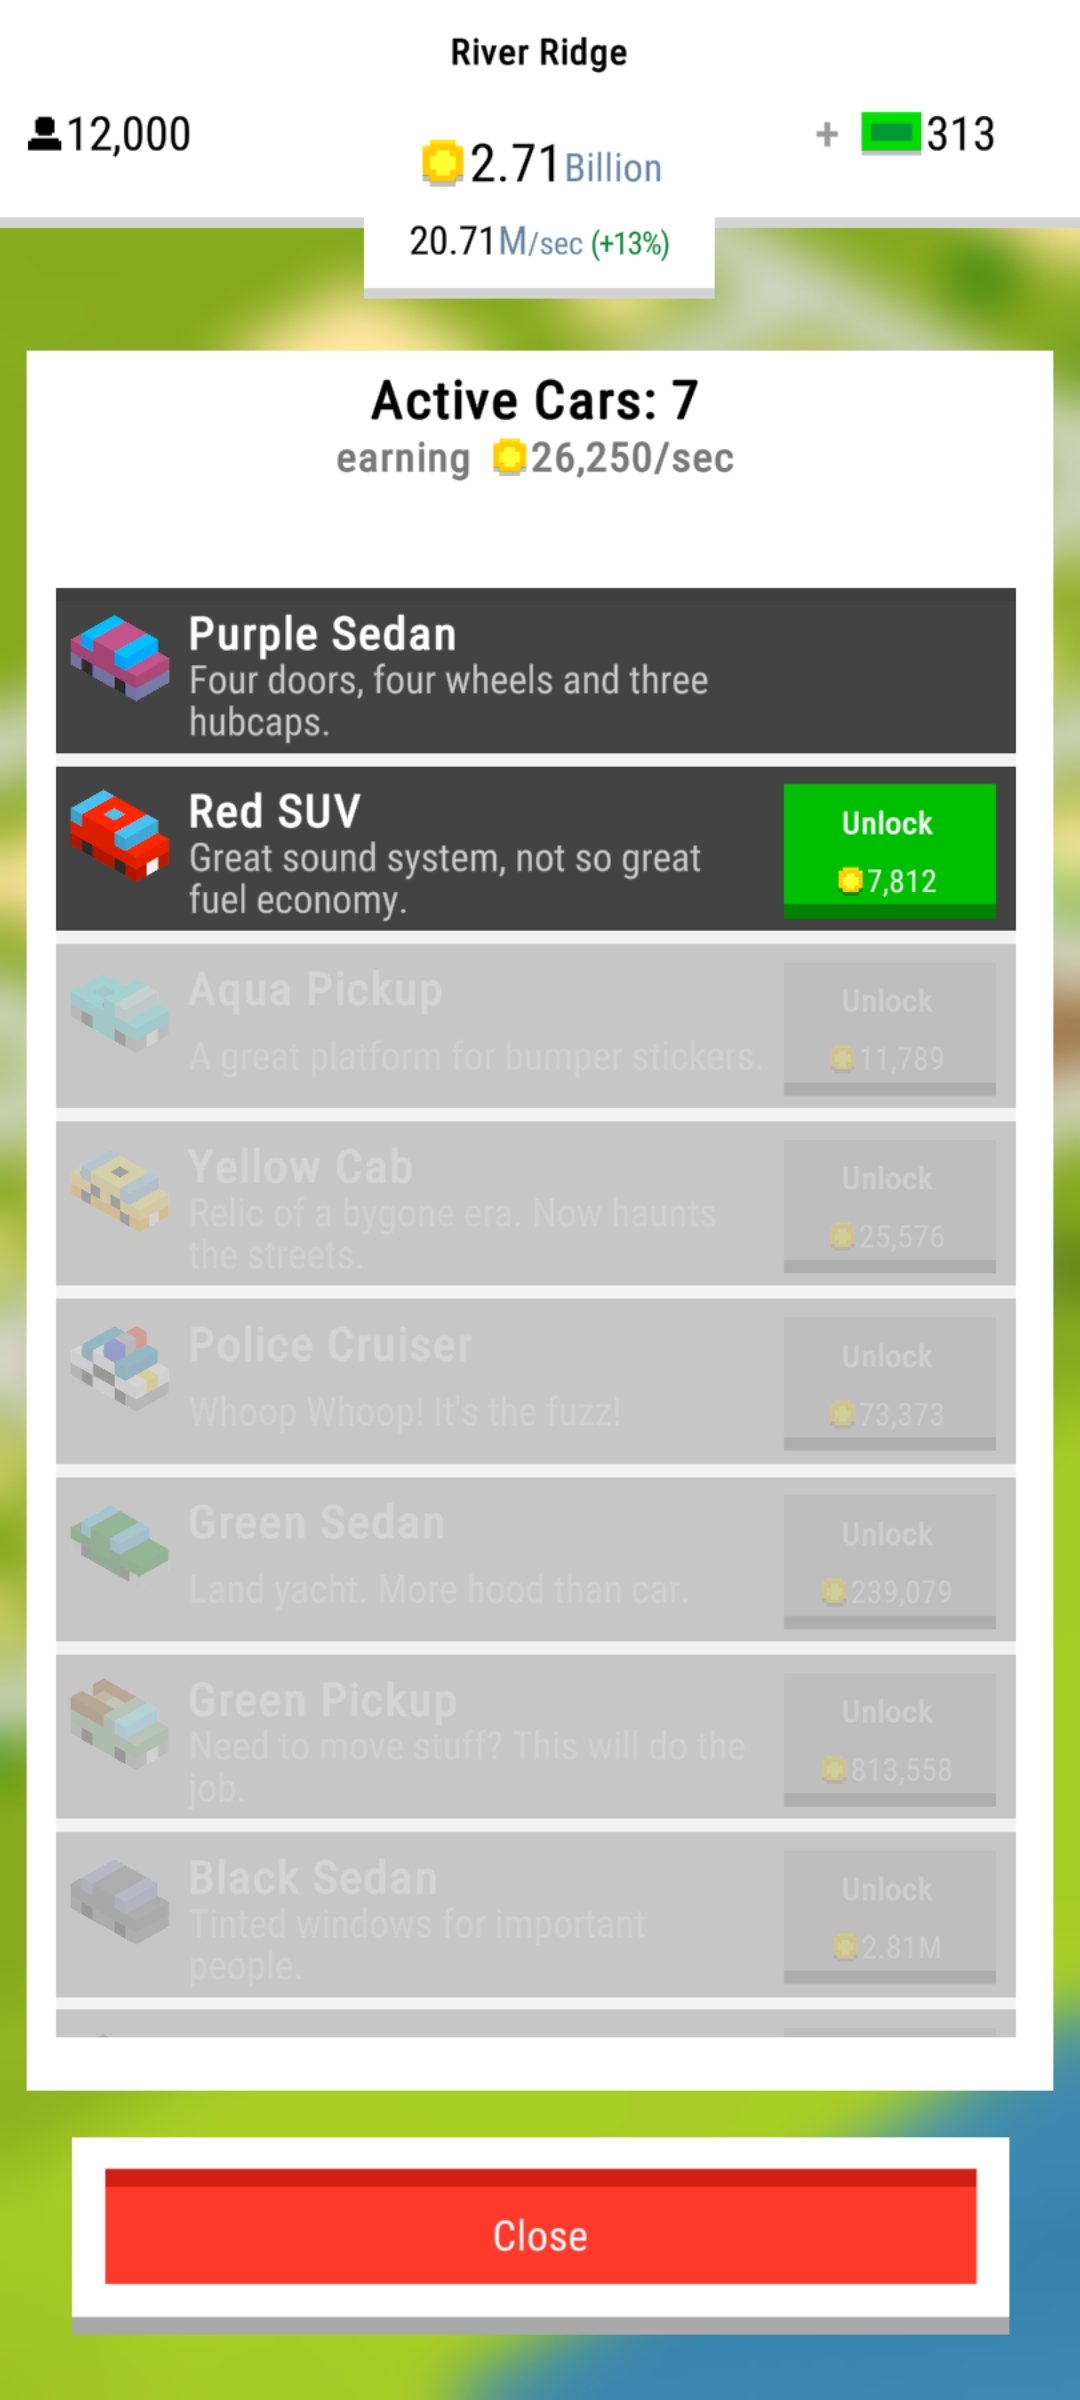 River Ridge
12,000
2.71 Billion
+ 313
20.71M/sec (+13%)
Active Cars: 7
earning 26,250/sec
Purple Sedan
Four doors, four wheels and three
hubcaps.
Red SUV
Great sound system, not so great
fuel economy.
Unlock
7,812
Aqua Pickup
A great platform for bumper stickers.
Unlock
11,789
Yellow Cab
Relic of a bygone era. Now haunts
the streets.
Unlock
25,576
Police Cruiser
Whoop Whoop! It's the fuzz!
Unlock
73,373
Green Sedan
Land yacht. More hood than car.
Unlock
239,079
Green Pickup
Need to move stuff? This will do the
job.
Unlock
813,558
Black Sedan
Tinted windows for important
people.
Unlock
2.81M
Close